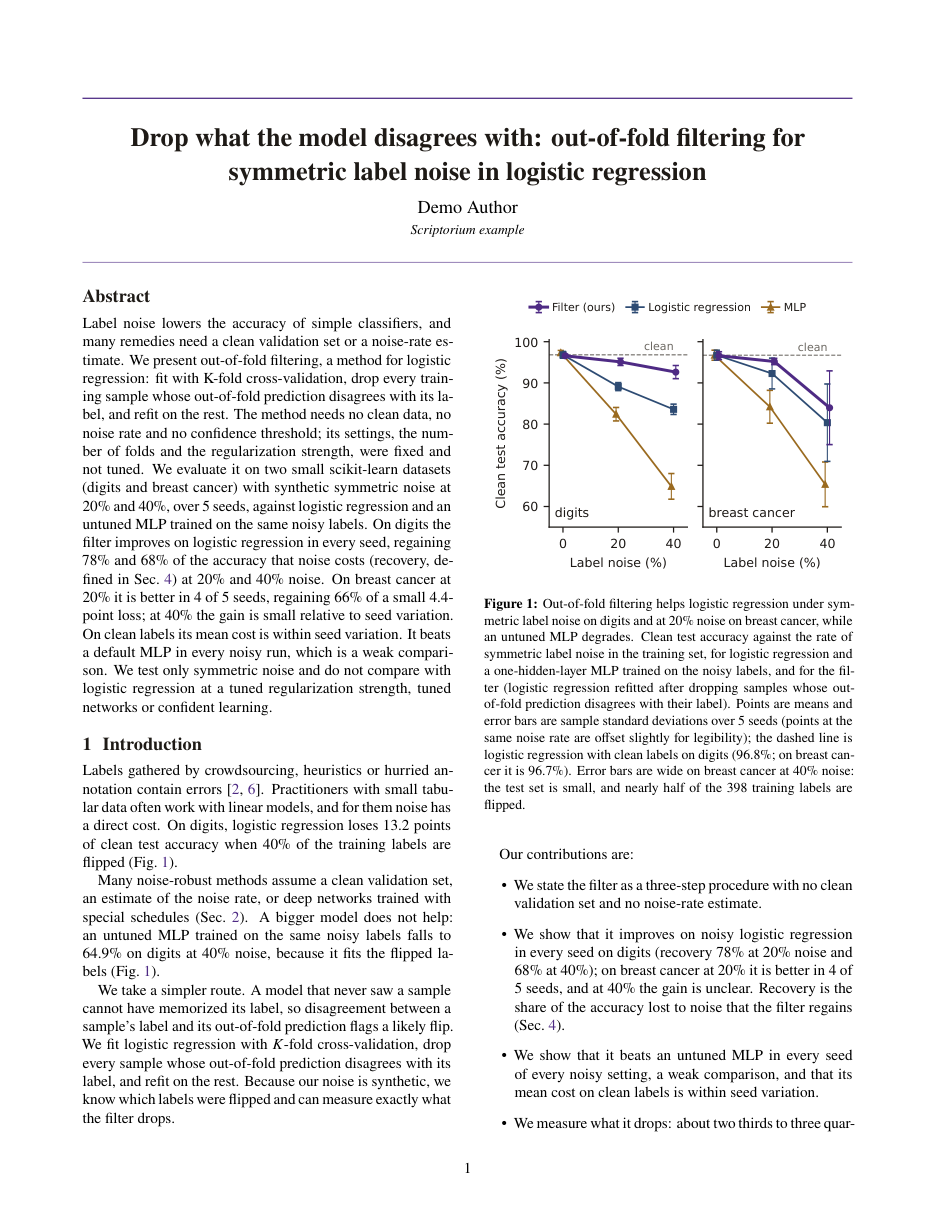 Drop what the model disagrees with: out-of-fold filtering for
symmetric label noise in logistic regression
Demo Author
Scriptorium example
Abstract
Label noise lowers the accuracy of simple classifiers, and
many remedies need a clean validation set or a noise-rate es-
timate. We present out-of-fold filtering, a method for logistic
regression: fit with K-fold cross-validation, drop every train-
ing sample whose out-of-fold prediction disagrees with its la-
bel, and refit on the rest. The method needs no clean data, no
noise rate and no confidence threshold; its settings, the num-
ber of folds and the regularization strength, were fixed and
not tuned. We evaluate it on two small scikit-learn datasets
(digits and breast cancer) with synthetic symmetric noise at
20% and 40%, over 5 seeds, against logistic regression and an
untuned MLP trained on the same noisy labels. On digits the
filter improves on logistic regression in every seed, regaining
78% and 68% of the accuracy that noise costs (recovery, de-
fined in Sec. 4) at 20% and 40% noise. On breast cancer at
20% it is better in 4 of 5 seeds, regaining 66% of a small 4.4-
point loss; at 40% the gain is small relative to seed variation.
On clean labels its mean cost is within seed variation. It beats
a default MLP in every noisy run, which is a weak compari-
son. We test only symmetric noise and do not compare with
logistic regression at a tuned regularization strength, tuned
networks or confident learning.
1 Introduction
Labels gathered by crowdsourcing, heuristics or hurried an-
notation contain errors [2, 6]. Practitioners with small tabu-
lar data often work with linear models, and for them noise has
a direct cost. On digits, logistic regression loses 13.2 points
of clean test accuracy when 40% of the training labels are
flipped (Fig. 1).
Many noise-robust methods assume a clean validation set,
an estimate of the noise rate, or deep networks trained with
special schedules (Sec. 2). A bigger model does not help:
an untuned MLP trained on the same noisy labels falls to
64.9% on digits at 40% noise, because it fits the flipped la-
bels (Fig. 1).
We take a simpler route. A model that never saw a sample
cannot have memorized its label, so disagreement between a
sample's label and its out-of-fold prediction flags a likely flip.
We fit logistic regression with K-fold cross-validation, drop
every sample whose out-of-fold prediction disagrees with its
label, and refit on the rest. Because our noise is synthetic, we
know which labels were flipped and can measure exactly what
the filter drops.
Filter (ours) Logistic regression MLP
Clean test accuracy (%)
100
90
80
70
60
clean
digits
0 20 40
Label noise (%)
clean
breast cancer
0 20 40
Label noise (%)
Figure 1: Out-of-fold filtering helps logistic regression under sym-
metric label noise on digits and at 20% noise on breast cancer, while
an untuned MLP degrades. Clean test accuracy against the rate of
symmetric label noise in the training set, for logistic regression and
a one-hidden-layer MLP trained on the noisy labels, and for the fil-
ter (logistic regression refitted after dropping samples whose out-
of-fold prediction disagrees with their label). Points are means and
error bars are sample standard deviations over 5 seeds (points at the
same noise rate are offset slightly for legibility); the dashed line is
logistic regression with clean labels on digits (96.8%; on breast can-
cer it is 96.7%). Error bars are wide on breast cancer at 40% noise:
the test set is small, and nearly half of the 398 training labels are
flipped.
Our contributions are:
• We state the filter as a three-step procedure with no clean
validation set and no noise-rate estimate.
• We show that it improves on noisy logistic regression
in every seed on digits (recovery 78% at 20% noise and
68% at 40%); on breast cancer at 20% it is better in 4 of
5 seeds, and at 40% the gain is unclear. Recovery is the
share of the accuracy lost to noise that the filter regains
(Sec. 4).
• We show that it beats an untuned MLP in every seed
of every noisy setting, a weak comparison, and that its
mean cost on clean labels is within seed variation.
• We measure what it drops: about two thirds to three quar-
1